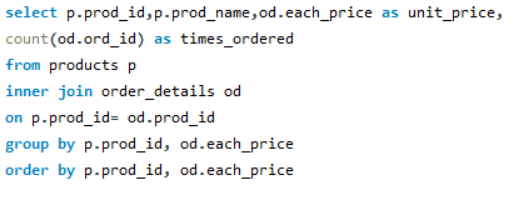 select p.prod_id,p.prod_name,od.each_price as unit_price,
count(od.ord_id) as times_ordered
from products p
inner join order_details od
on p.prod_id= od.prod_id
group by p.prod_id, od.each_price
order by p.prod_id, od.each_price